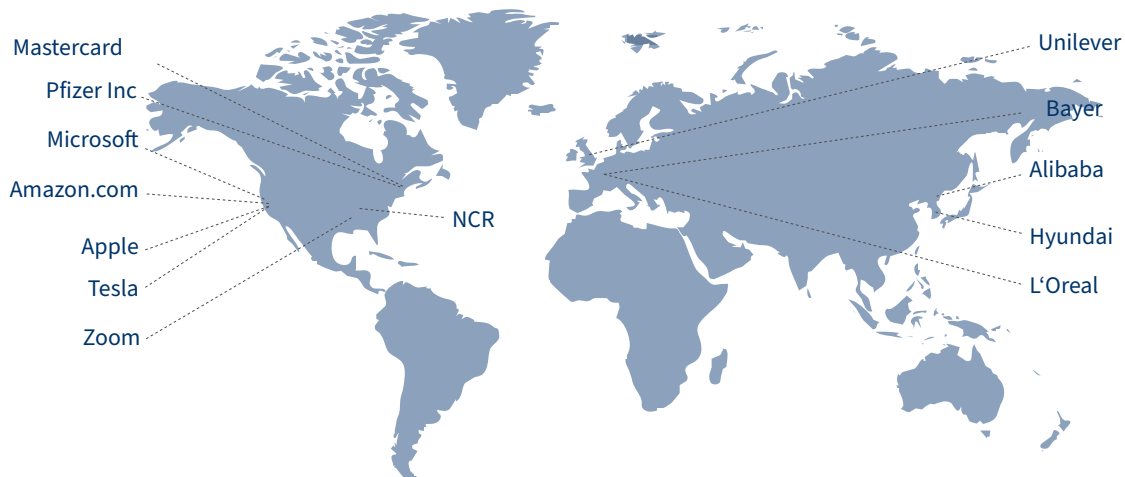 Mastercard
Pfizer Inc
Microsoft
Amazon.com
Apple
Tesla
Zoom
NCR
Unilever
Bayer
Alibaba
Hyundai
L‘Oreal